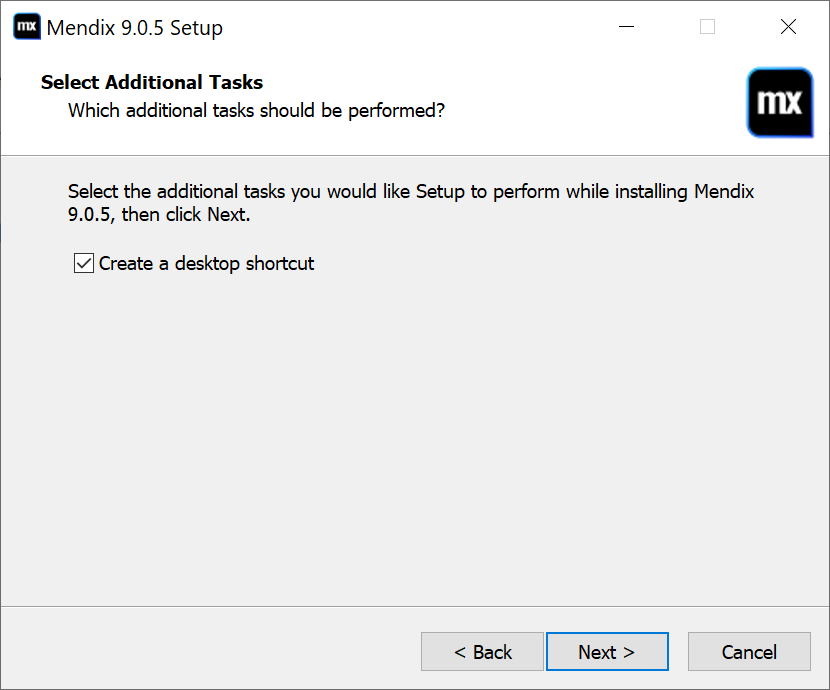 mx Mendix 9.0.5 Setup
Select Additional Tasks
Which additional tasks should be performed?
mx
Select the additional tasks you would like Setup to perform while installing Mendix
9.0.5, then click Next.
Create a desktop shortcut
< Back Next > Cancel